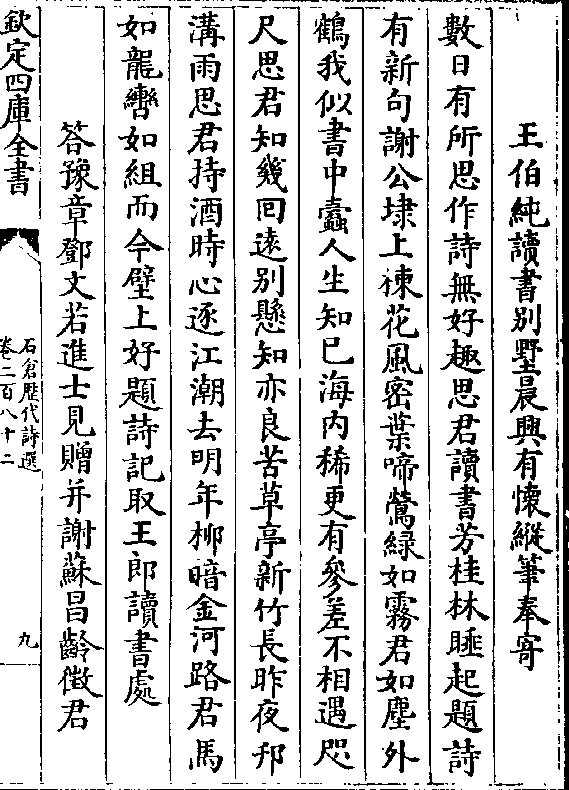 王伯純讀書别墅晨興有懷縱筆奉寄
數日有所思作詩無好趣思君讀書芳桂林睡起題詩
有新句謝公埭上楝花風密葉啼鶯緑如霧君如塵外
鶴我似書中蠧人生知已海内稀更有參差不相遇咫
尺思君知幾回逺别懸知亦良苦草亭新竹長昨夜邗
溝雨思君持酒時心逐江潮去明年柳暗金河路君馬
如龍轡如組而今壁上好題詩記取王郎讀書處
答豫章鄧文若進士見贈并謝蘇昌齡徵君
欽定四庫全書
石倉歴代詩選
卷二百八十二
九